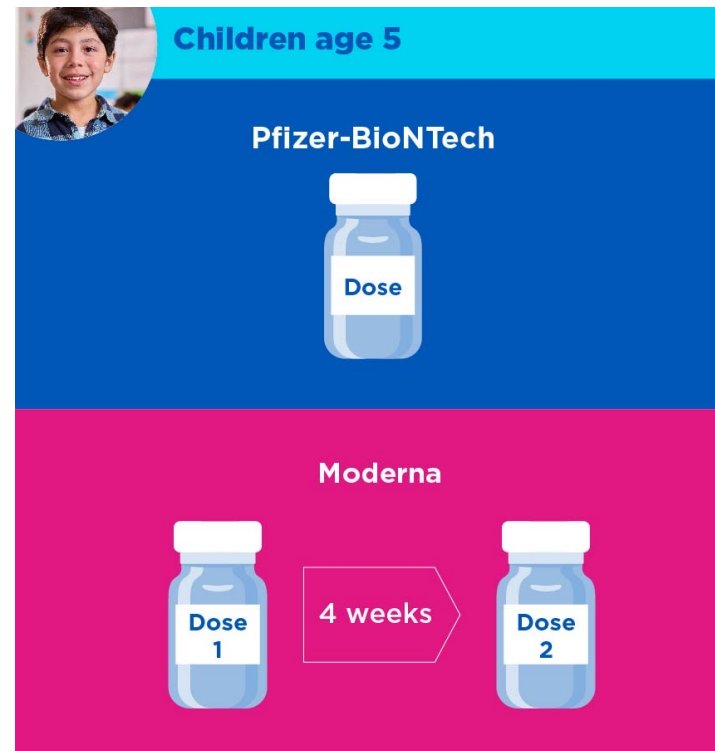 Children age 5
Pfizer-BioNTech
Dose
Moderna
Dose
1
4 weeks
Dose
2